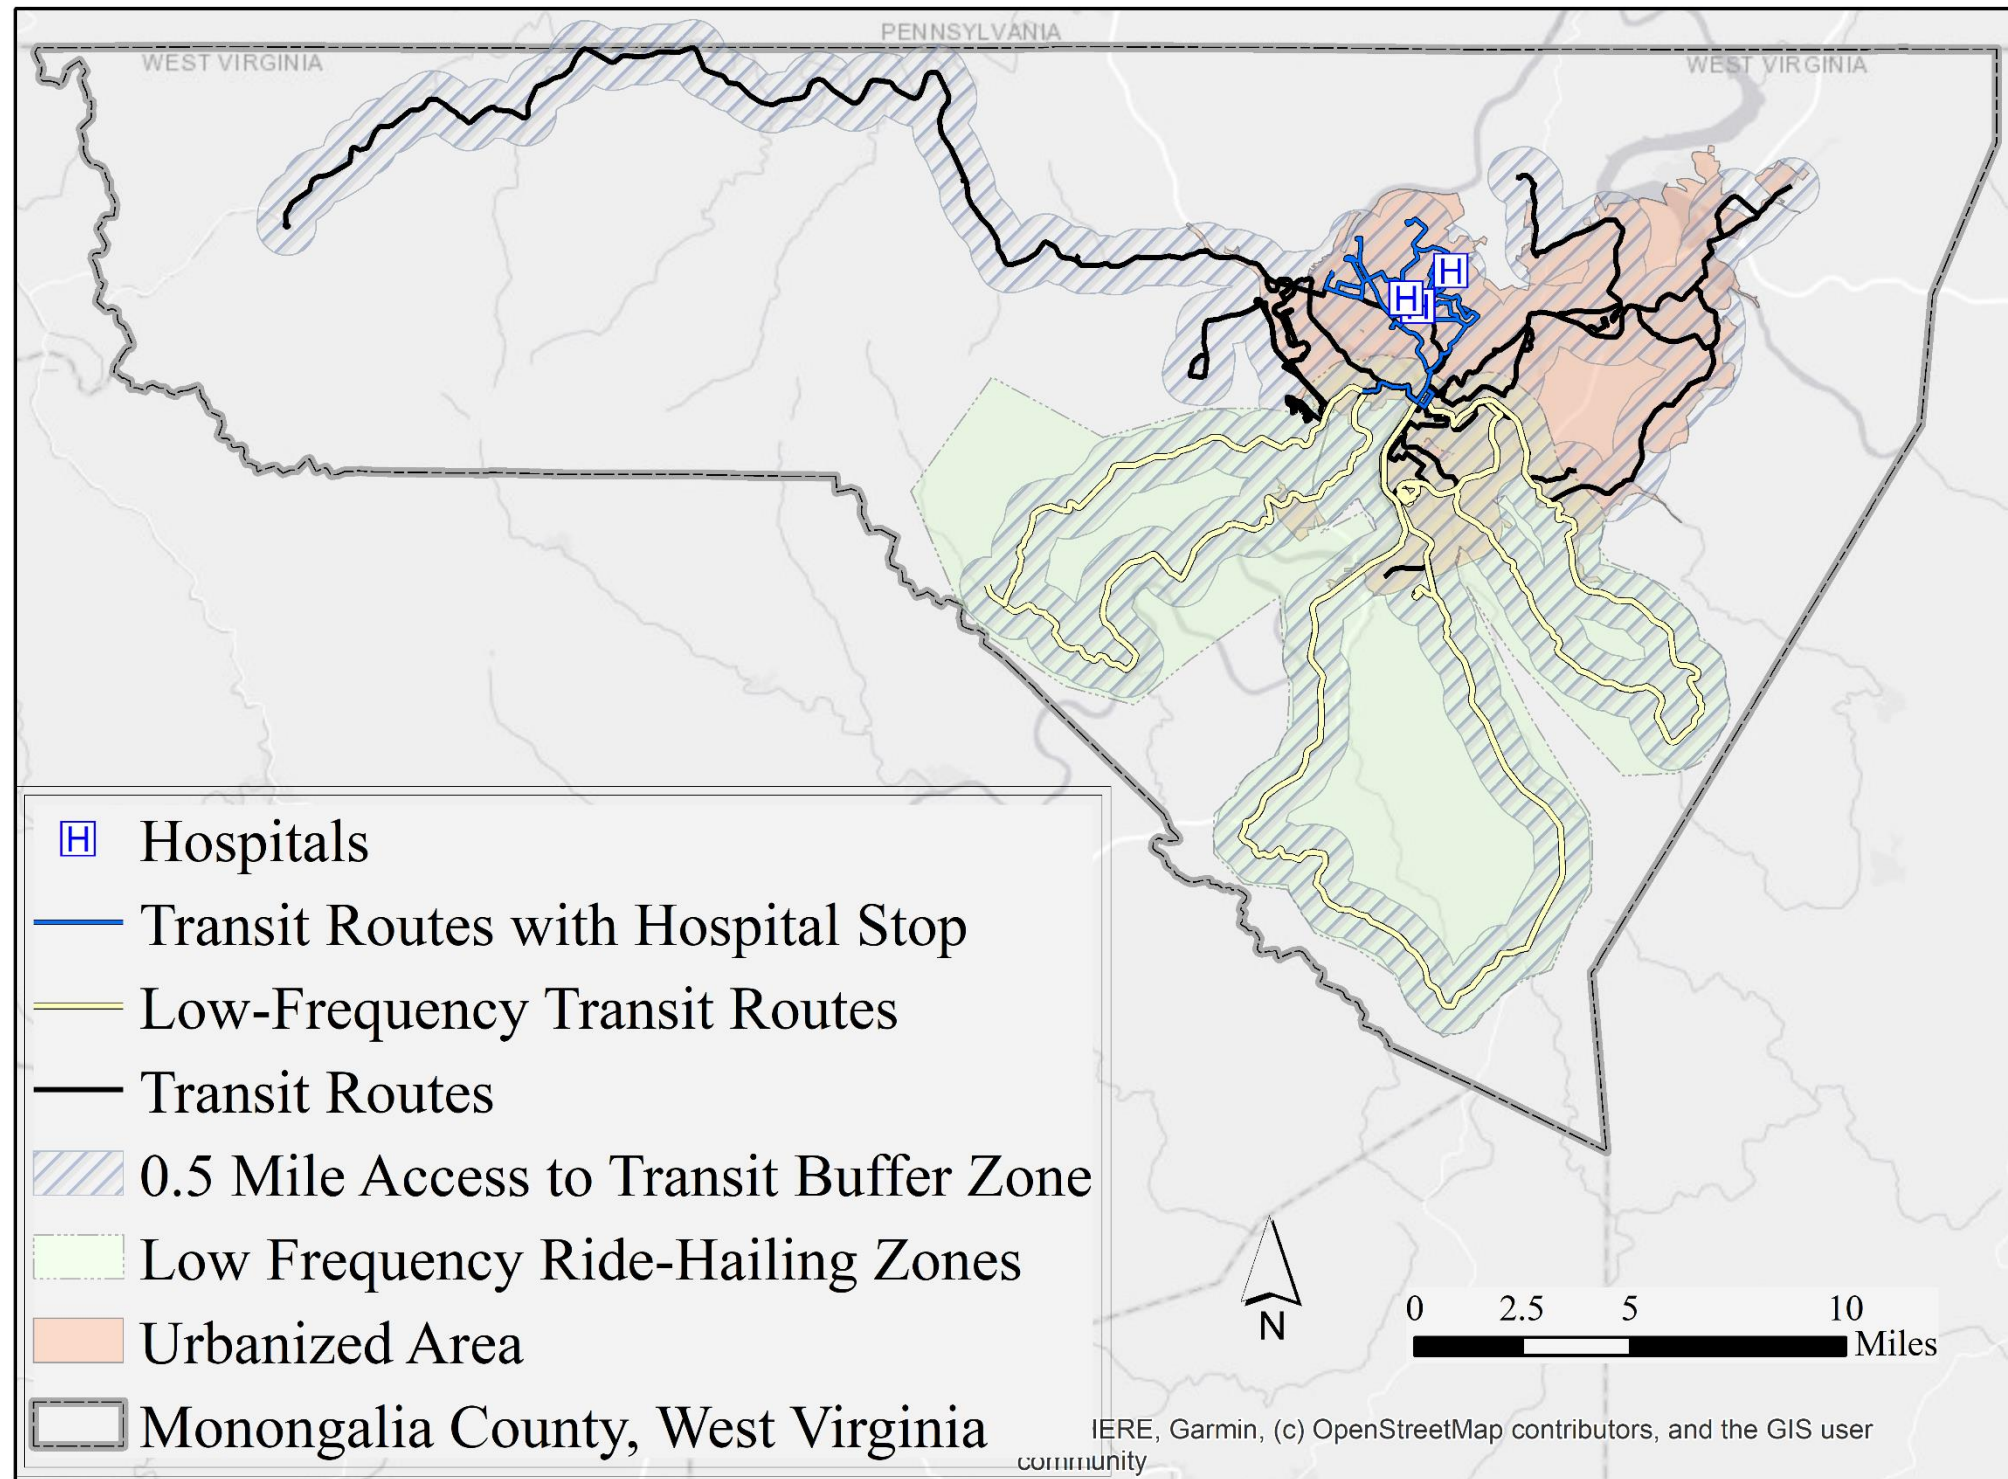 PENNSYLVANIA
WEST VIRGINIA
WEST VIRGINIA
H
H
H Hospitals
Transit Routes with Hospital Stop
Low-Frequency Transit Routes
Transit Routes
0.5 Mile Access to Transit Buffer Zone
Low Frequency Ride-Hailing Zones
Urbanized Area
Monongalia County, West Virginia
N
0 2.5 5 10
Miles
IERE, Garmin, (c) OpenStreetMap contributors, and the GIS user
community